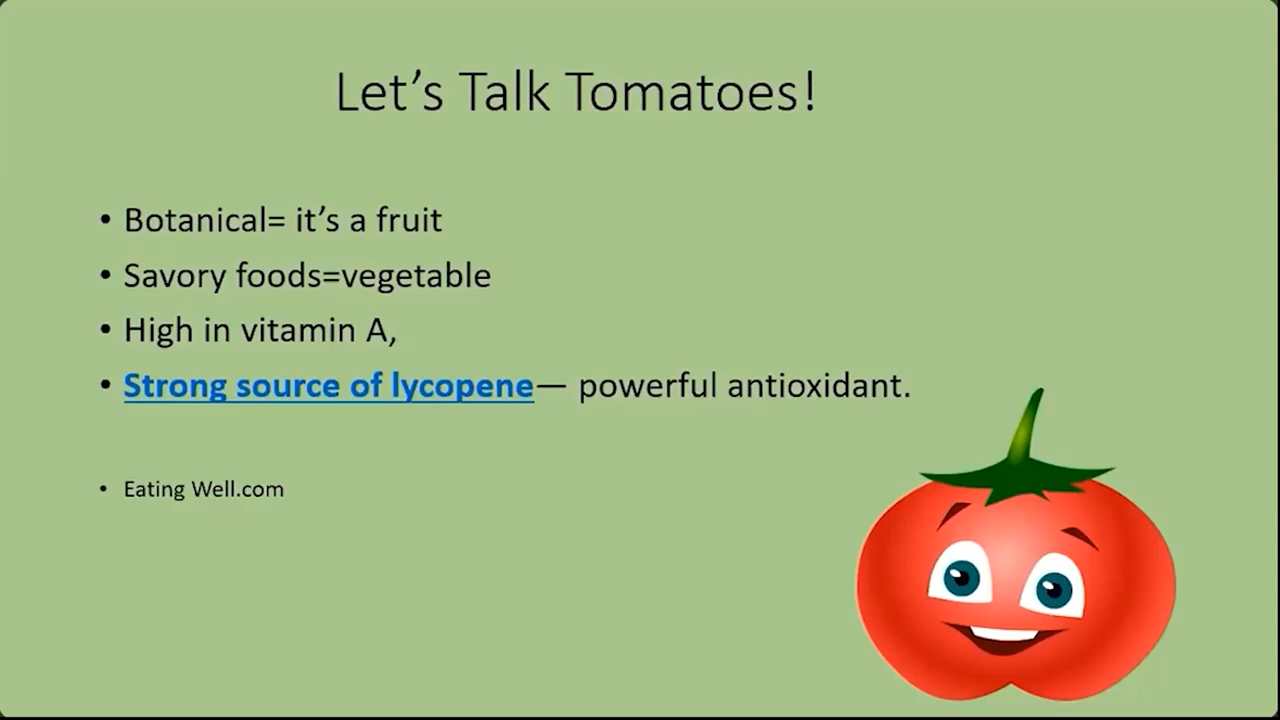 Let’s Talk Tomatoes!
• Botanical= it’s a fruit
• Savory foods=vegetable
• High in vitamin A,
• Strong source of lycopene— powerful antioxidant.
• Eating Well.com